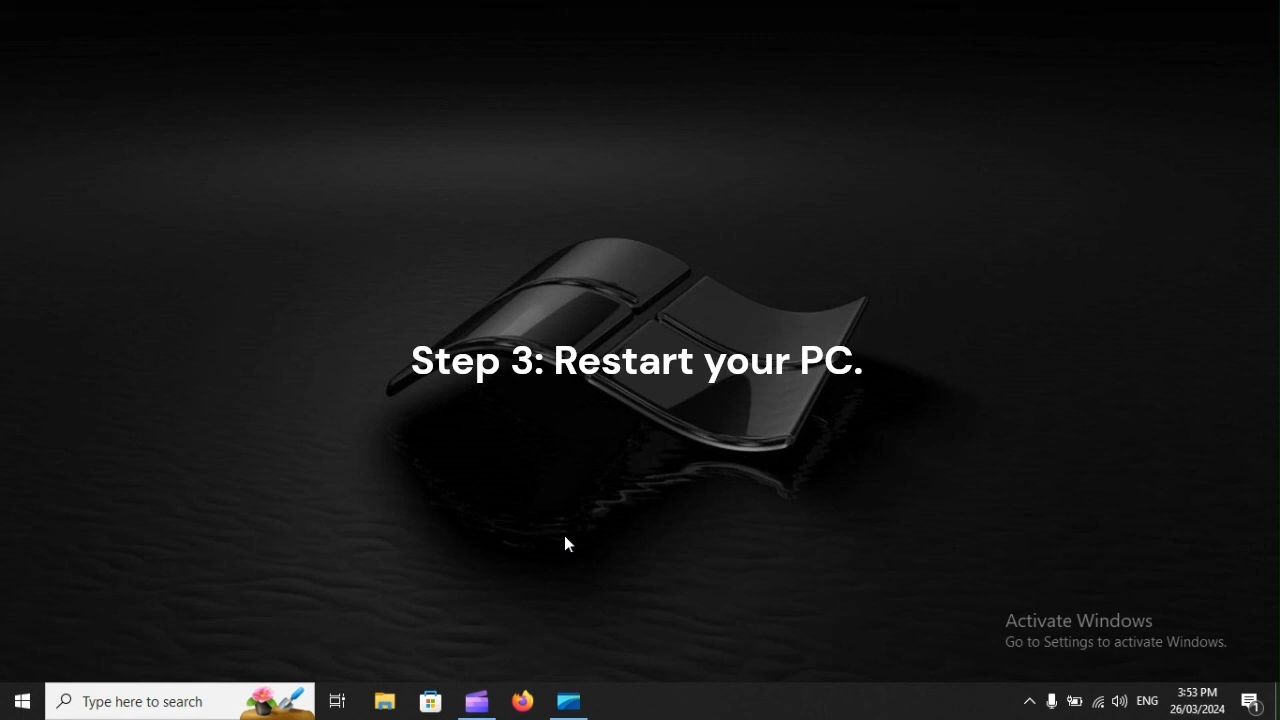 Step 3: Restart your PC.
Activate Windows
Go to Settings to activate Windows.
Type here to search
ENG
3:53 PM
26/03/2024
1